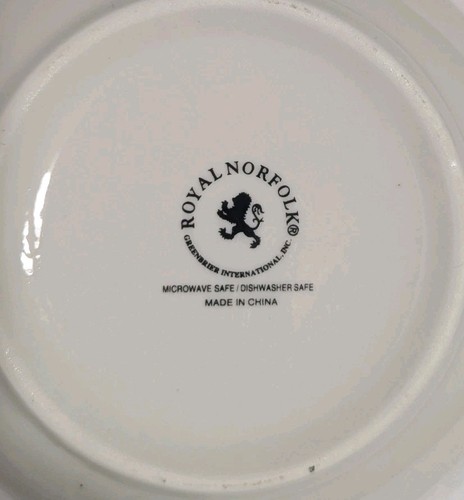 ROYAL NORFOLK®
GREENBRIER INTERNATIONAL, INC.
MICROWAVE SAFE / DISHWASHER SAFE
MADE IN CHINA